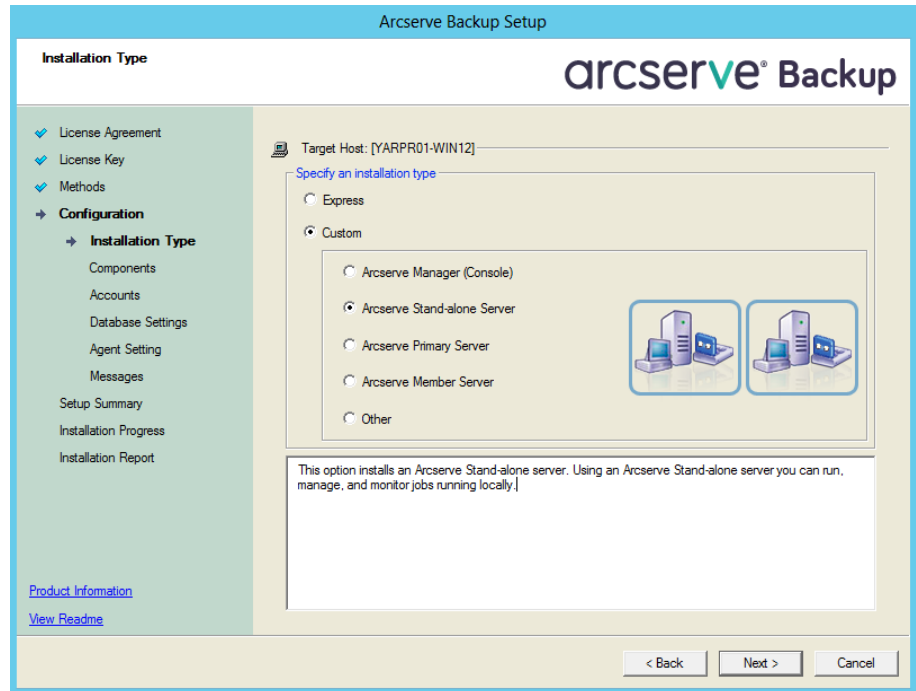 Arcserve Backup Setup
Installation Type
arcserve® Backup
License Agreement
License Key
Methods
Configuration
Installation Type
Components
Accounts
Database Settings
Agent Setting
Messages
Setup Summary
Installation Progress
Installation Report
Product Information
View Readme
Target Host: [YARPR01-WIN12]
Specify an installation type
Express
Custom
Arcserve Manager (Console)
Arcserve Stand-alone Server
Arcserve Primary Server
Arcserve Member Server
Other
This option installs an Arcserve Stand-alone server. Using an Arcserve Stand-alone server you can run,
manage, and monitor jobs running locally.
< Back
Next >
Cancel